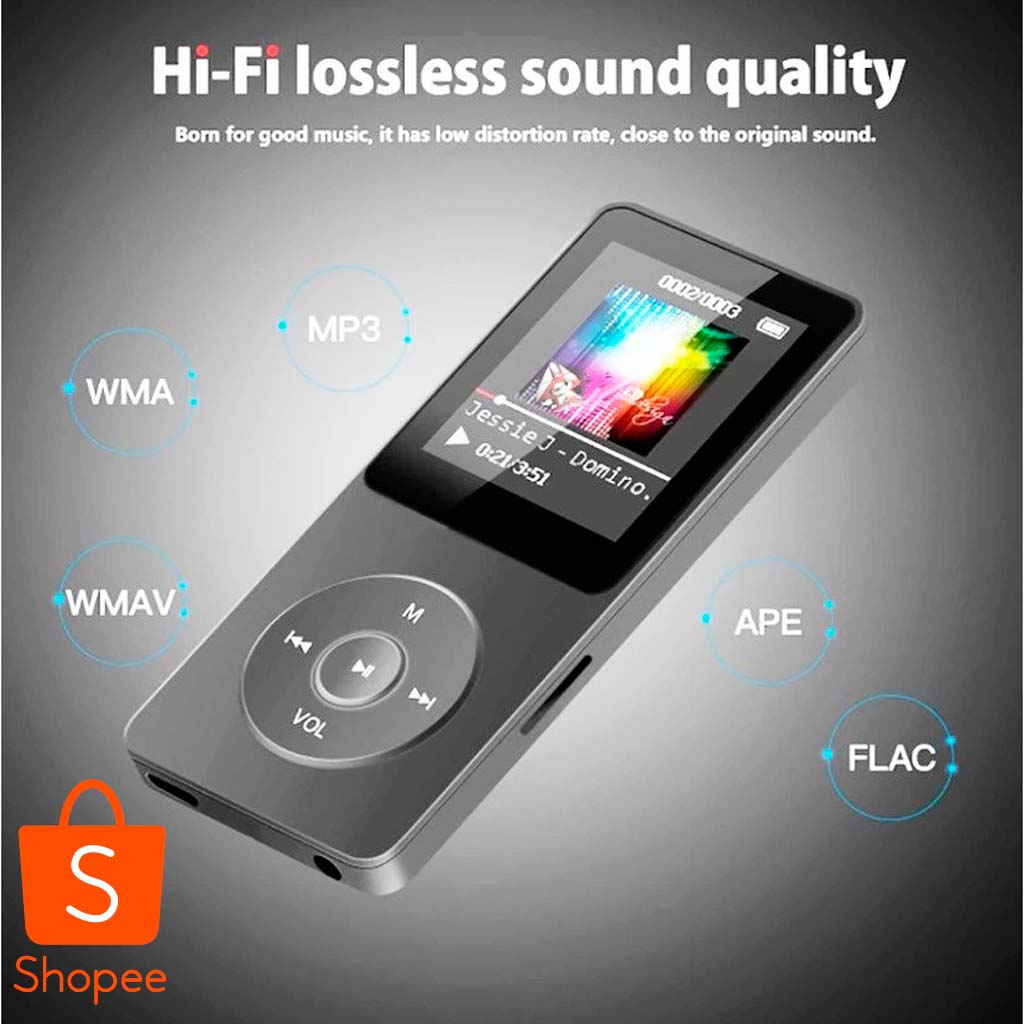 Hi-Fi lossless sound quality
Born for good music, it has low distortion rate, close to the original sound.
0002/0003
MP3
WMA
Jessie J - Domino.
0:21/3:51
WMAV
M
APE
VOL
FLAC
S
Shopee